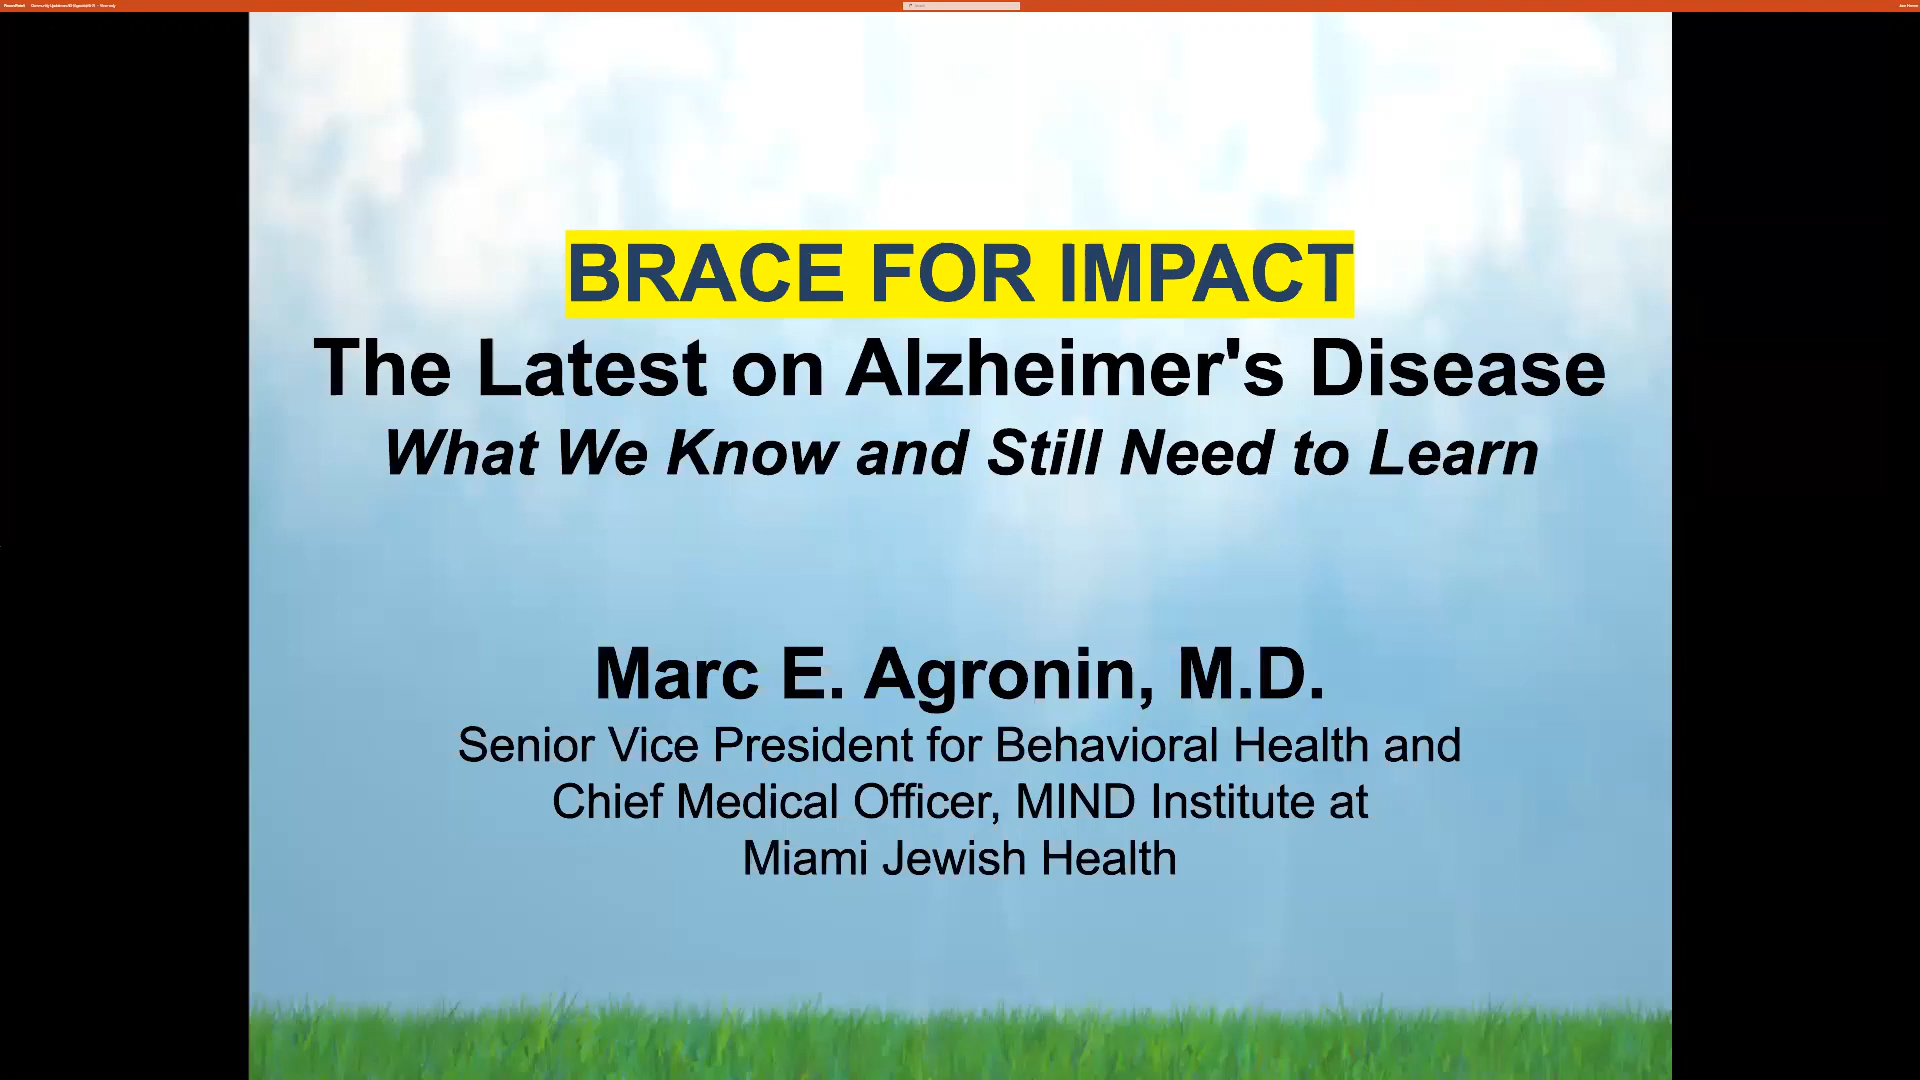 BRACE FOR IMPACT
The Latest on Alzheimer's Disease
What We Know and Still Need to Learn
Marc E. Agronin, M.D.
Senior Vice President for Behavioral Health and
Chief Medical Officer, MIND Institute at
Miami Jewish Health